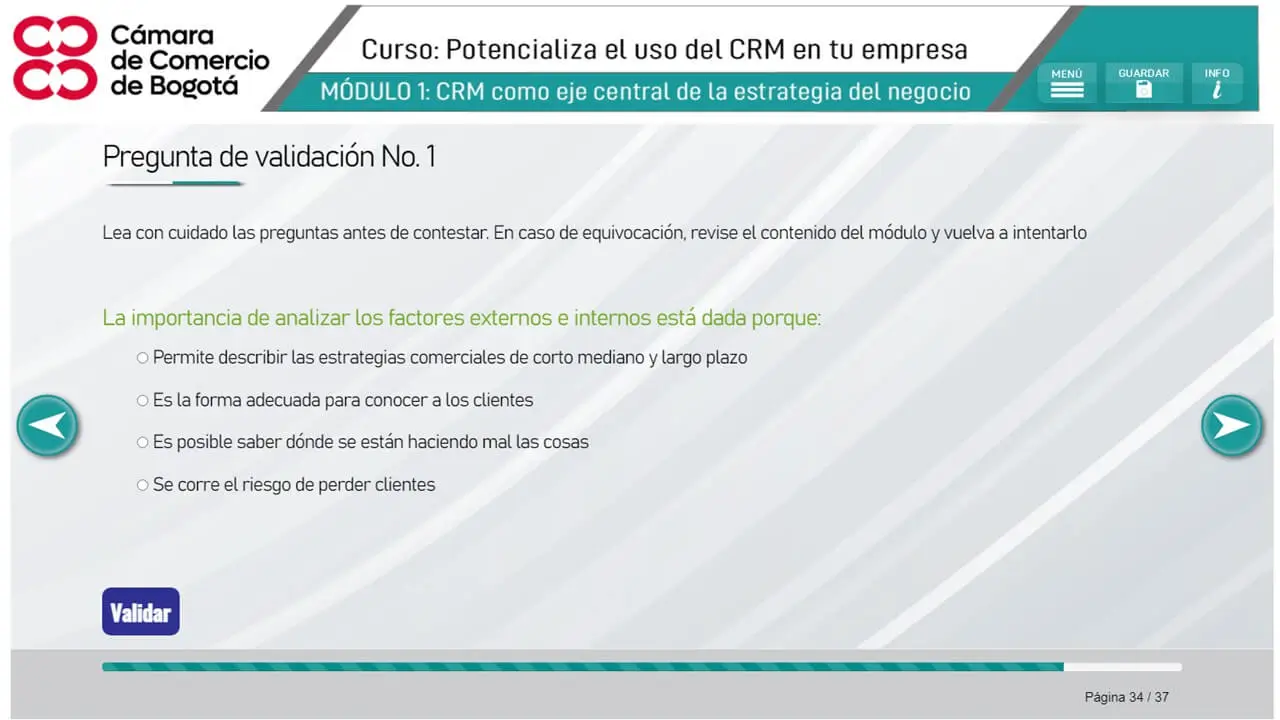 Cámara
de Comercio
de Bogotá
Curso: Potencializa el uso del CRM en tu empresa
MÓDULO 1: CRM como eje central de la estrategia del negocio
MENÚ
GUARDAR
INFO
i
Pregunta de validación No. 1
Lea con cuidado las preguntas antes de contestar. En caso de equivocación, revise el contenido del módulo y vuelva a intentarlo
La importancia de analizar los factores externos e internos está dada porque:
Permite describir las estrategias comerciales de corto mediano y largo plazo
Es la forma adecuada para conocer a los clientes
Es posible saber dónde se están haciendo mal las cosas
Se corre el riesgo de perder clientes
Validar
Página 34 / 37